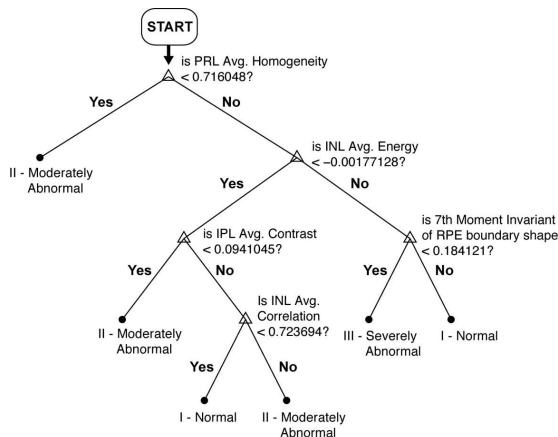 START
is PRL Avg. Homogeneity
< 0.716048?
Yes
No
II - Moderately
Abnormal
is INL Avg. Energy
< −0.00177128?
Yes
No
is IPL Avg. Contrast
< 0.0941045?
is 7th Moment Invariant
of RPE boundary shape
< 0.184121?
Yes
No
Yes
No
II - Moderately
Abnormal
Is INL Avg.
Correlation
< 0.723694?
III - Severely
Abnormal
I - Normal
Yes
No
I - Normal
II - Moderately
Abnormal